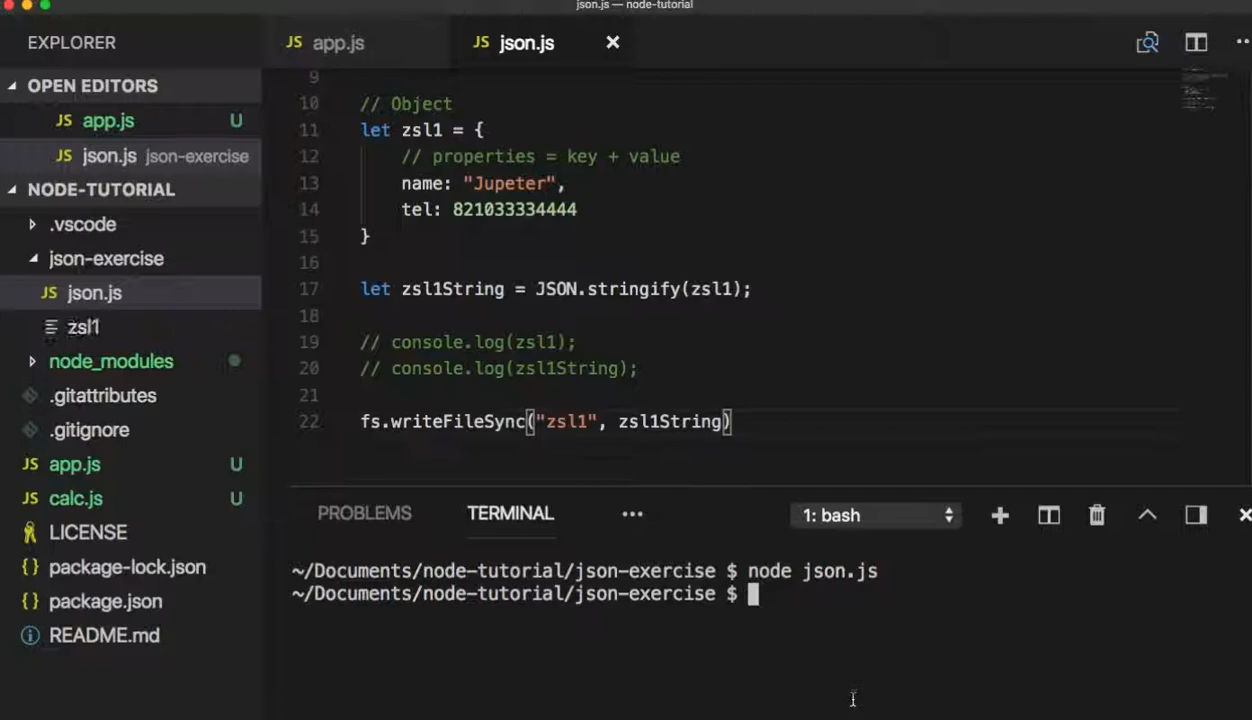 json.js — node-tutorial
EXPLORER
JS app.js
JS json.js
OPEN EDITORS
JS app.js U
JS json.js json-exercise
NODE-TUTORIAL
.vscode
json-exercise
JS json.js
zsl1
node_modules
.gitattributes
.gitignore
JS app.js U
JS calc.js U
LICENSE
{} package-lock.json
{} package.json
README.md
9
10 // Object
11 let zsl1 = {
12 // properties = key + value
13 name: "Jupeter",
14 tel: 821033334444
15 }
16
17 let zsl1String = JSON.stringify(zsl1);
18
19 // console.log(zsl1);
20 // console.log(zsl1String);
21
22 fs.writeFileSync("zsl1", zsl1String)
PROBLEMS TERMINAL ••• 1: bash
~/Documents/node-tutorial/json-exercise $ node json.js
~/Documents/node-tutorial/json-exercise $